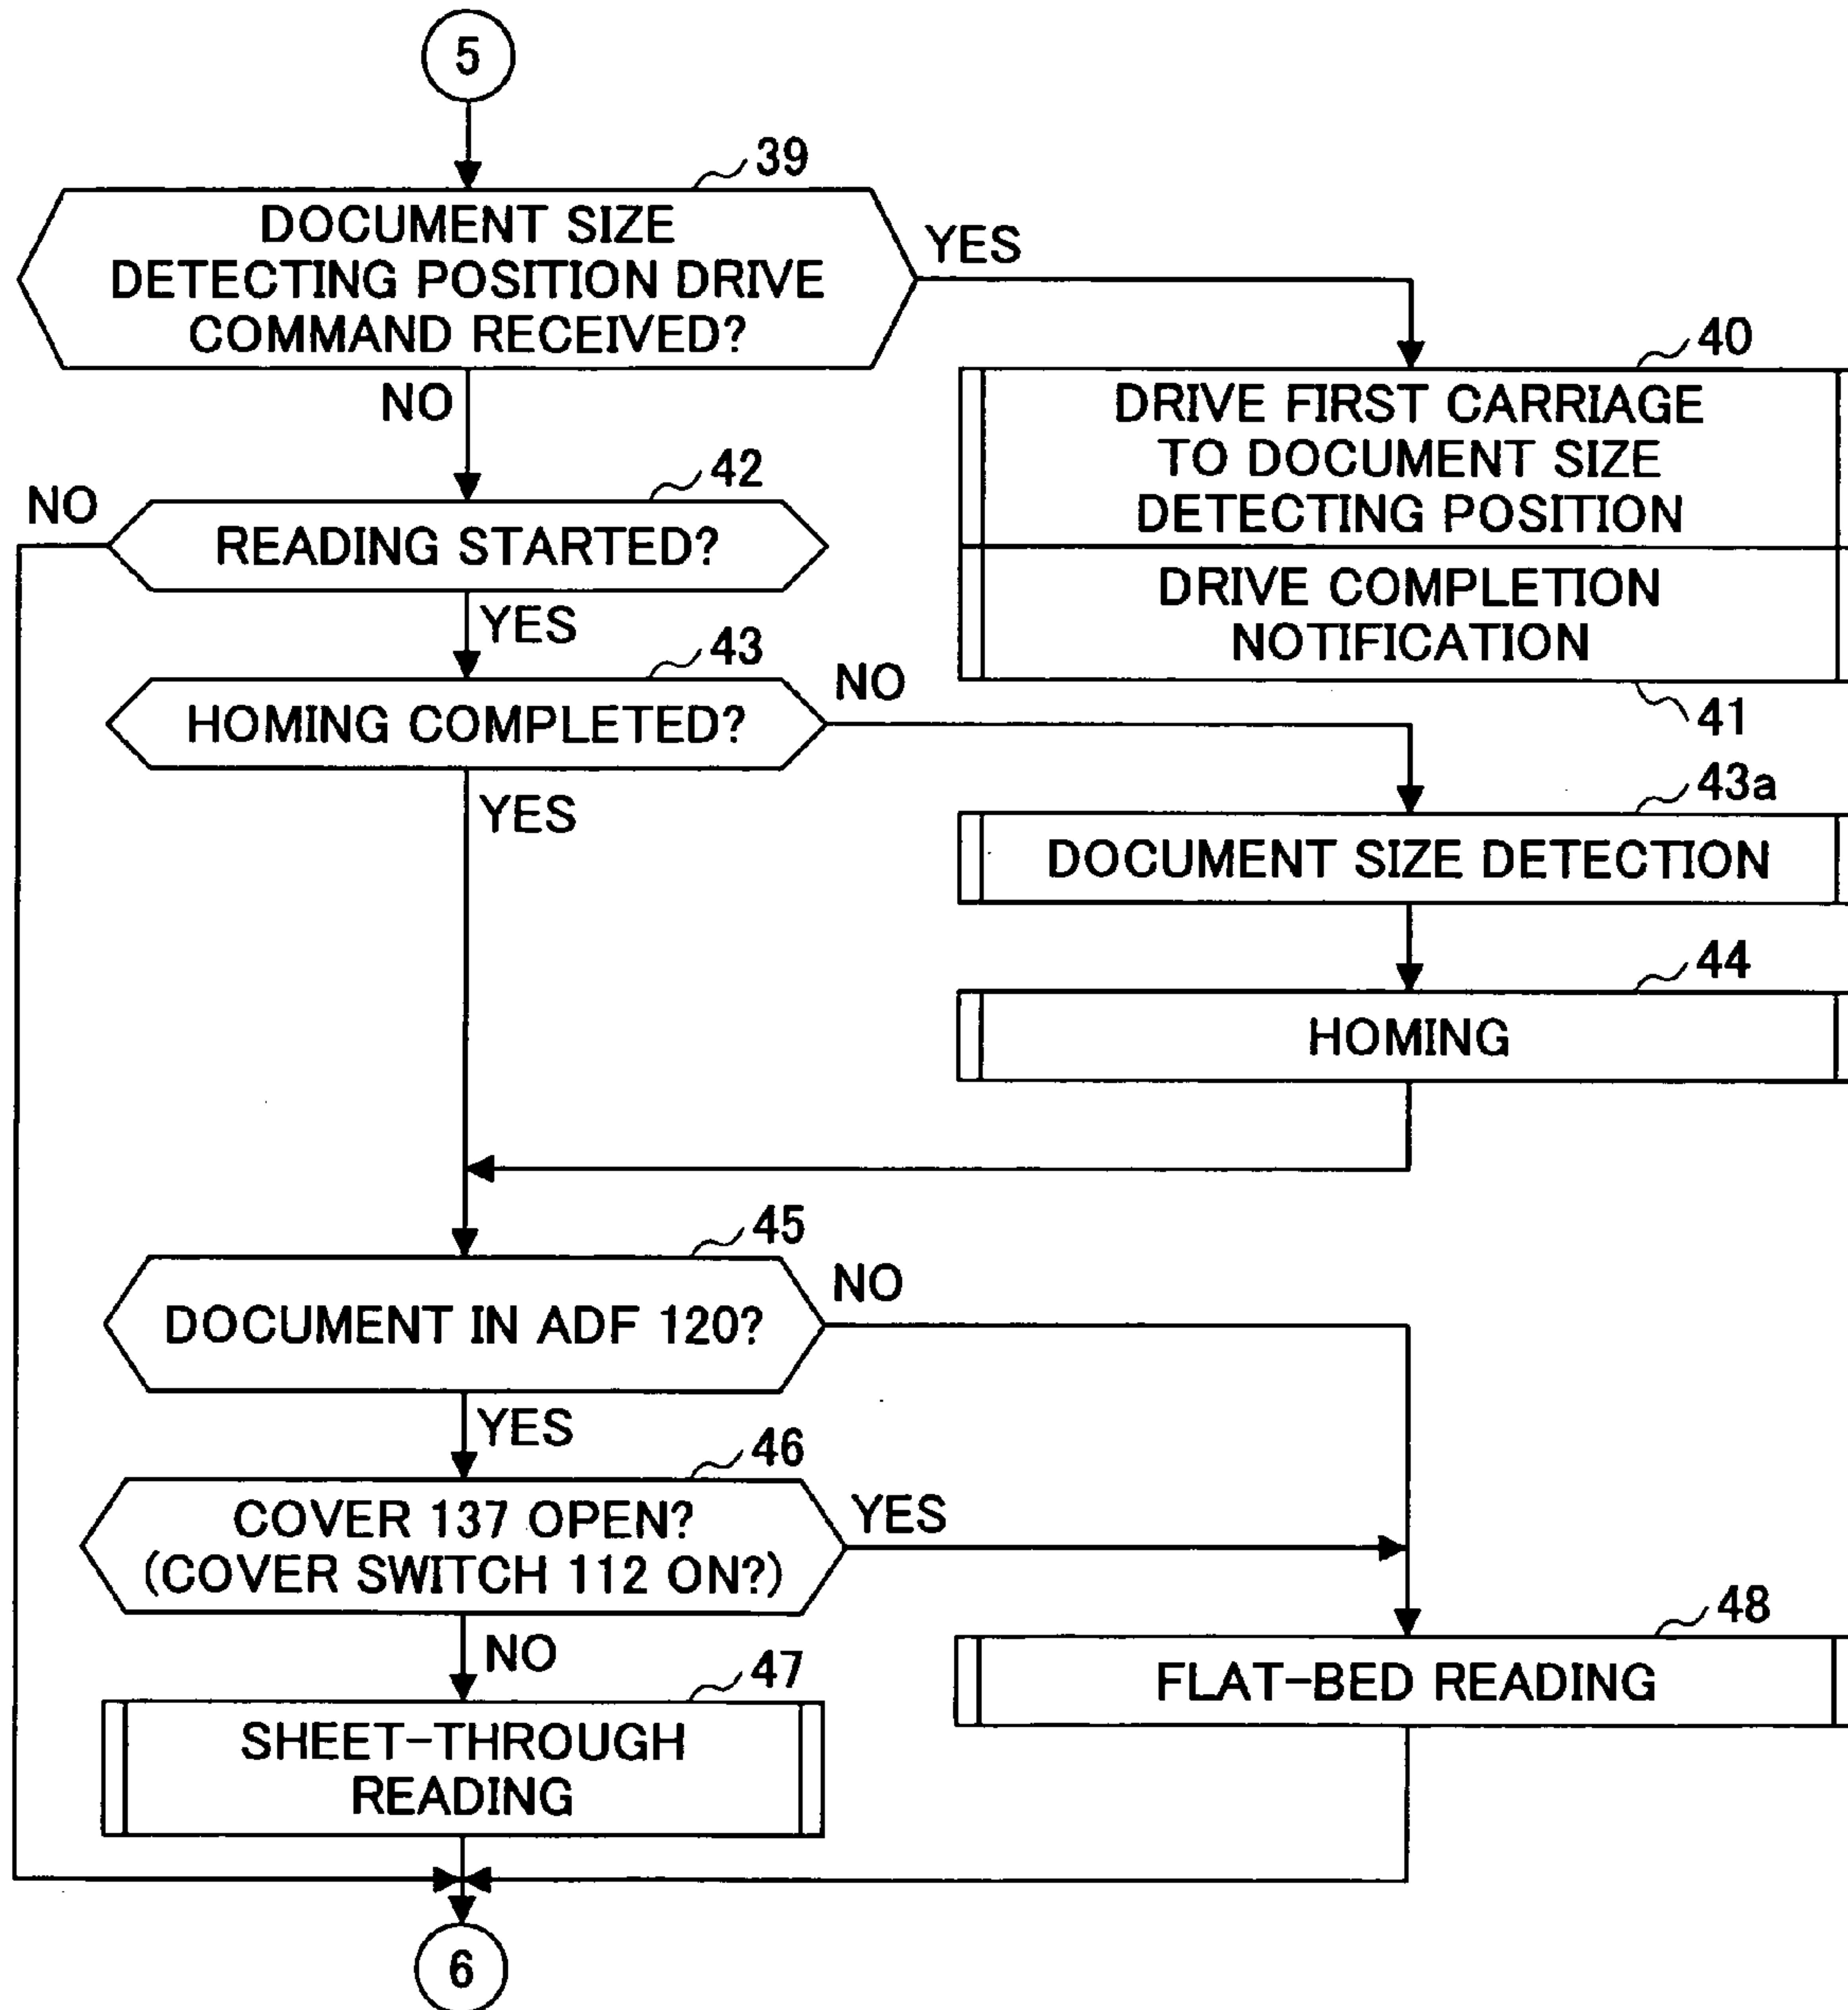 5
39
DOCUMENT SIZE
DETECTING POSITION DRIVE
COMMAND RECEIVED?
YES
NO
40
DRIVE FIRST CARRIAGE
TO DOCUMENT SIZE
DETECTING POSITION
DRIVE COMPLETION
NOTIFICATION
41
42
NO
READING STARTED?
YES
43
HOMING COMPLETED?
NO
YES
43a
DOCUMENT SIZE DETECTION
44
HOMING
45
DOCUMENT IN ADF 120?
NO
YES
46
COVER 137 OPEN?
(COVER SWITCH 112 ON?)
YES
NO
47
SHEET-THROUGH
READING
48
FLAT-BED READING
6